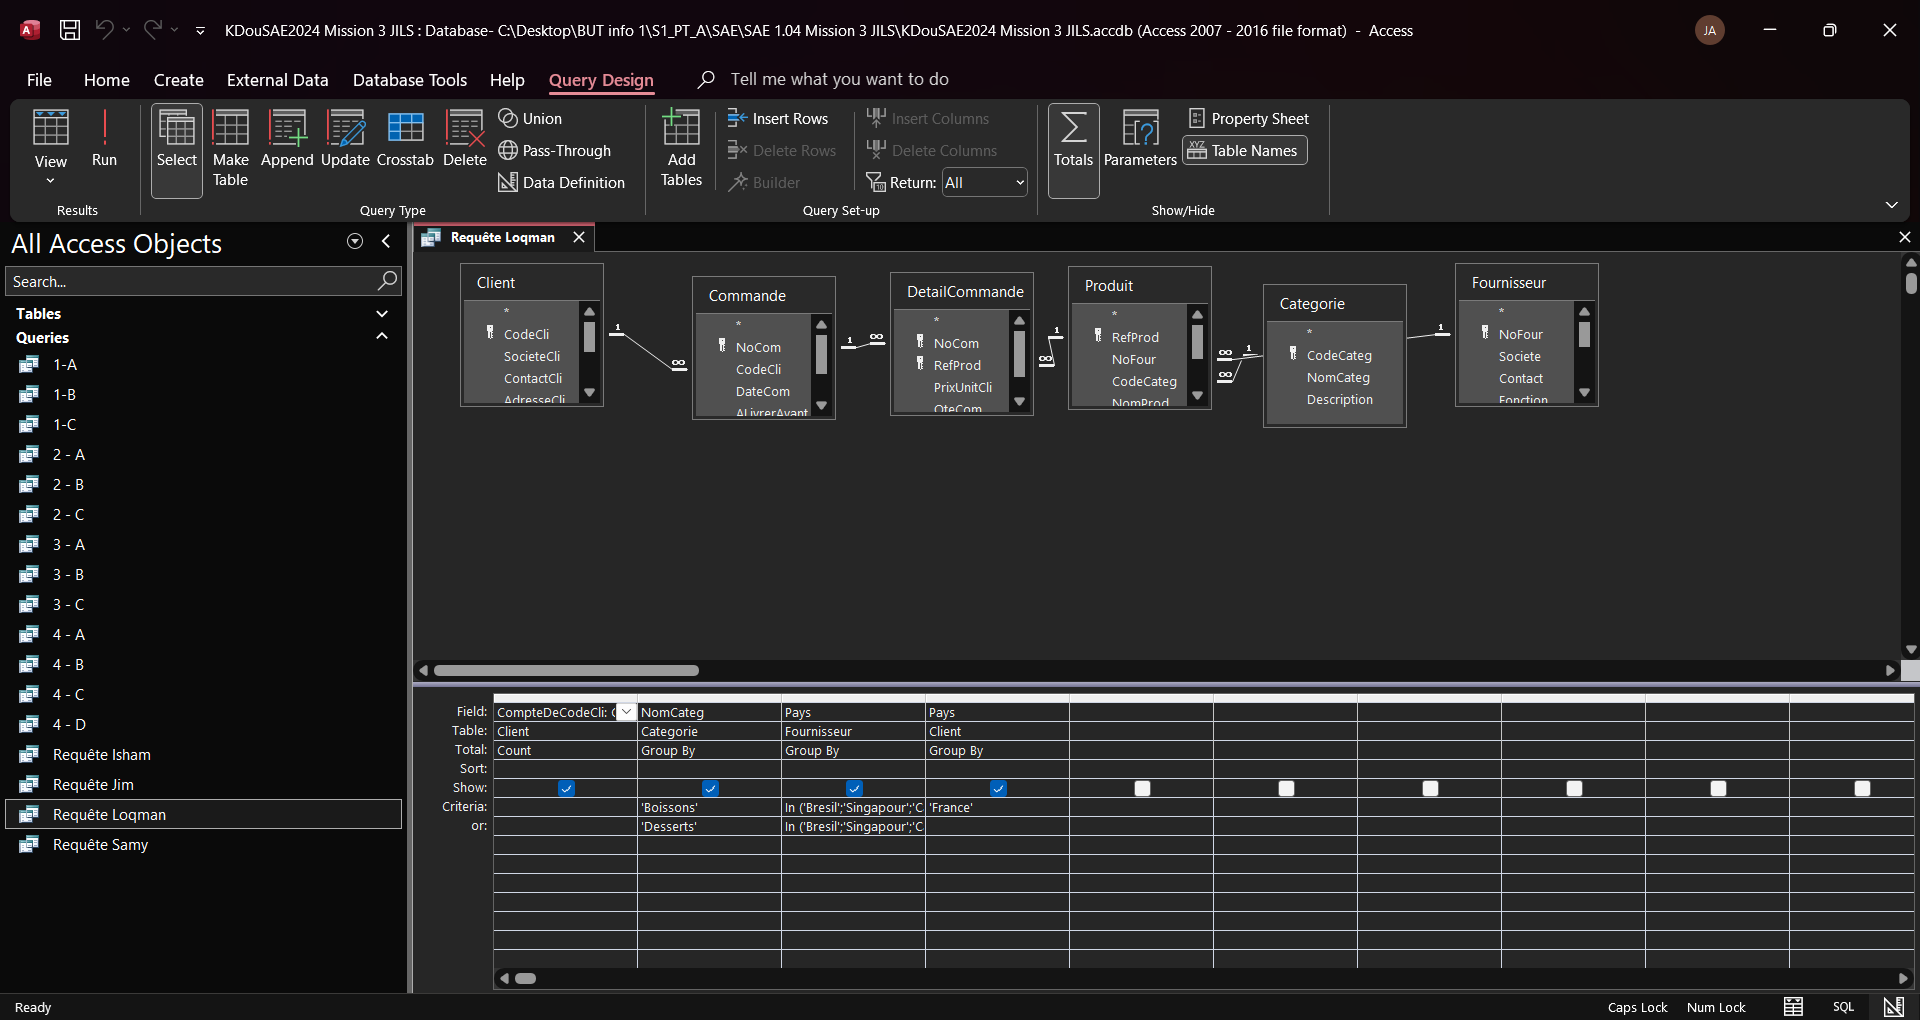 KDouSAE2024 Mission 3 JILS : Database- C:\Desktop\BUT info 1\S1_PT_A\SAE\SAE 1.04 Mission 3 JILS\KDouSAE2024 Mission 3 JILS.accdb (Access 2007 - 2016 file format) - Access
JA
File Home Create External Data Database Tools Help Query Design Tell me what you want to do
View
Run
Results
Select
Make Table
Append
Update
Crosstab
Delete
Union
Pass-Through
Data Definition
Query Type
Add Tables
Insert Rows
Delete Rows
Builder
Insert Columns
Delete Columns
Return: All
Query Set-up
Totals
Parameters
Property Sheet
Table Names
Show/Hide
All Access Objects
Search...
Tables
Queries
1-A
1-B
1-C
2 - A
2 - B
2 - C
3 - A
3 - B
3 - C
4 - A
4 - B
4 - C
4 - D
Requête Isham
Requête Jim
Requête Loqman
Requête Samy
Requête Loqman
Client
*
CodeCli
SocieteCli
ContactCli
AdresseCli
1
∞
Commande
*
NoCom
CodeCli
DateCom
ALivrerAvant
1
∞
DetailCommande
*
NoCom
RefProd
PrixUnitCli
QteCom
1
∞
Produit
*
RefProd
NoFour
CodeCateg
NomProd
∞
1
∞
Categorie
*
CodeCateg
NomCateg
Description
1
Fournisseur
*
NoFour
Societe
Contact
Fonction
Field: CompteDeCodeCli: ( NomCateg Pays Pays
Table: Client Categorie Fournisseur Client
Total: Count Group By Group By Group By
Sort:
Show:
Criteria: 'Boissons' In ('Bresil';'Singapour';'C 'France'
or: 'Desserts' In ('Bresil';'Singapour';'C
Ready
Caps Lock Num Lock SQL